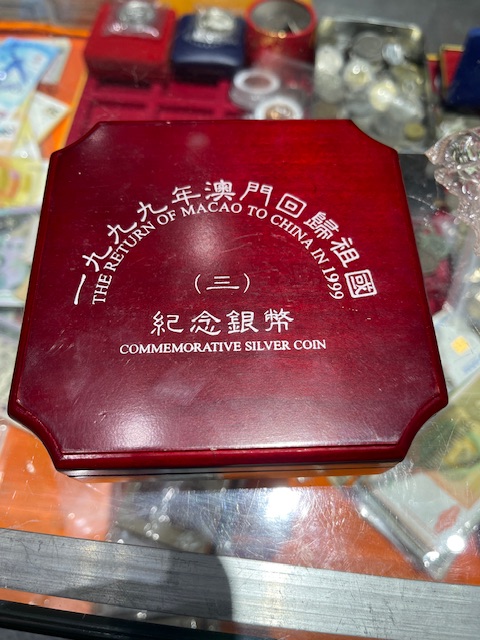 一九九九年澳門回歸祖國
THE RETURN OF MACAO TO CHINA IN 1999
(三)
紀念銀幣
COMMEMORATIVE SILVER COIN